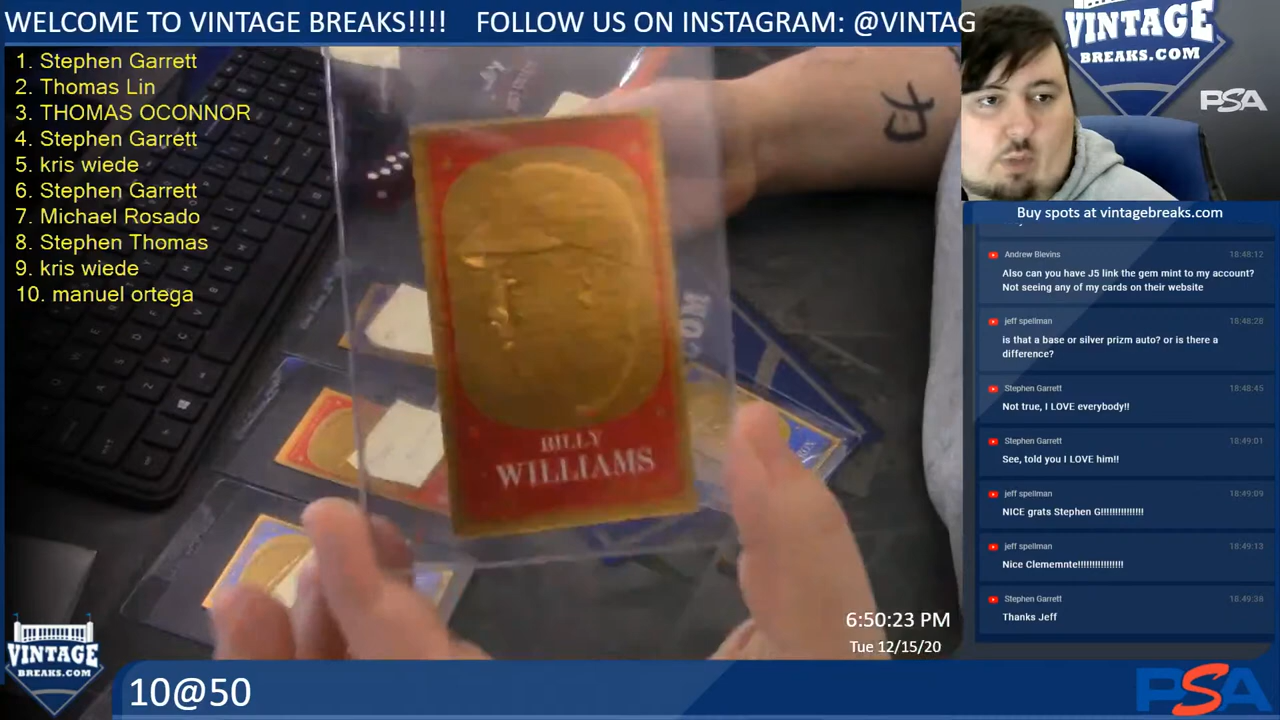 WELCOME TO VINTAGE BREAKS!!!! FOLLOW US ON INSTAGRAM: @VINTAG
1. Stephen Garrett
2. Thomas Lin
3. THOMAS OCONNOR
4. Stephen Garrett
5. kris wiede
6. Stephen Garrett
7. Michael Rosado
8. Stephen Thomas
9. kris wiede
10. manuel ortega
BILLY
WILLIAMS
VINTAGE
BREAKS.COM
PSA
Buy spots at vintagebreaks.com
Andrew Blevins 18:48:12
Also can you have J5 link the gem mint to my account?
Not seeing any of my cards on their website
jeff spellman 18:48:28
is that a base or silver prizm auto? or is there a
difference?
Stephen Garrett 18:48:45
Not true, I LOVE everybody!!
Stephen Garrett 18:49:01
See, told you I LOVE him!!
jeff spellman 18:49:09
NICE grats Stephen G!!!!!!!!!!!!!!!
jeff spellman 18:49:13
Nice Clememnte!!!!!!!!!!!!!!!!
Stephen Garrett 18:49:38
Thanks Jeff
6:50:23 PM
Tue 12/15/20
VINTAGE
BREAKS.COM
10@50
PSA